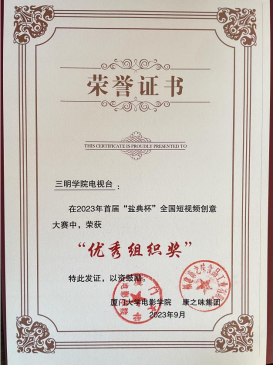 荣誉证书
THIS CERTIFICATE IS PROUDLY PRESENTED TO
三明学院电视台：
在2023年首届“盐典杯”全国短视频创意
大赛中，荣获
“优秀组织奖”
特此发证，以资鼓励。
厦门大学电影学院 康之味集团
2023年9月